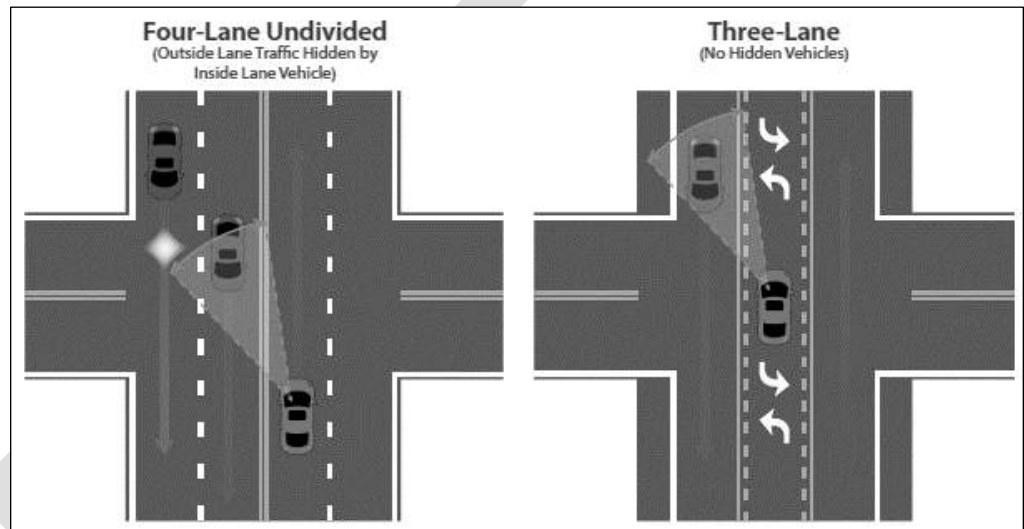 Four-Lane Undivided
(Outside Lane Traffic Hidden by
Inside Lane Vehicle)
Three-Lane
(No Hidden Vehicles)